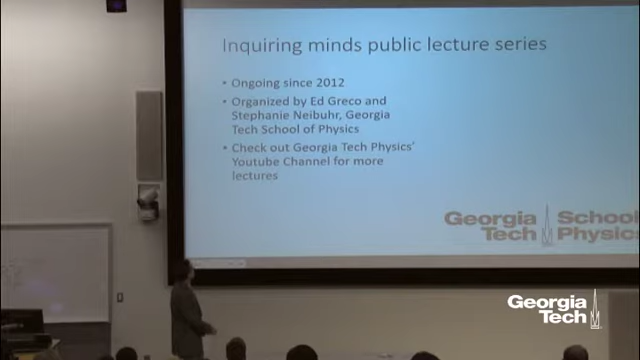 Inquiring minds public lecture series
• Ongoing since 2012
• Organized by Ed Greco and
Stephanie Neibuhr, Georgia
Tech School of Physics
• Check out Georgia Tech Physics’
Youtube Channel for more
lectures
Georgia
Tech
School
Physics
Georgia
Tech